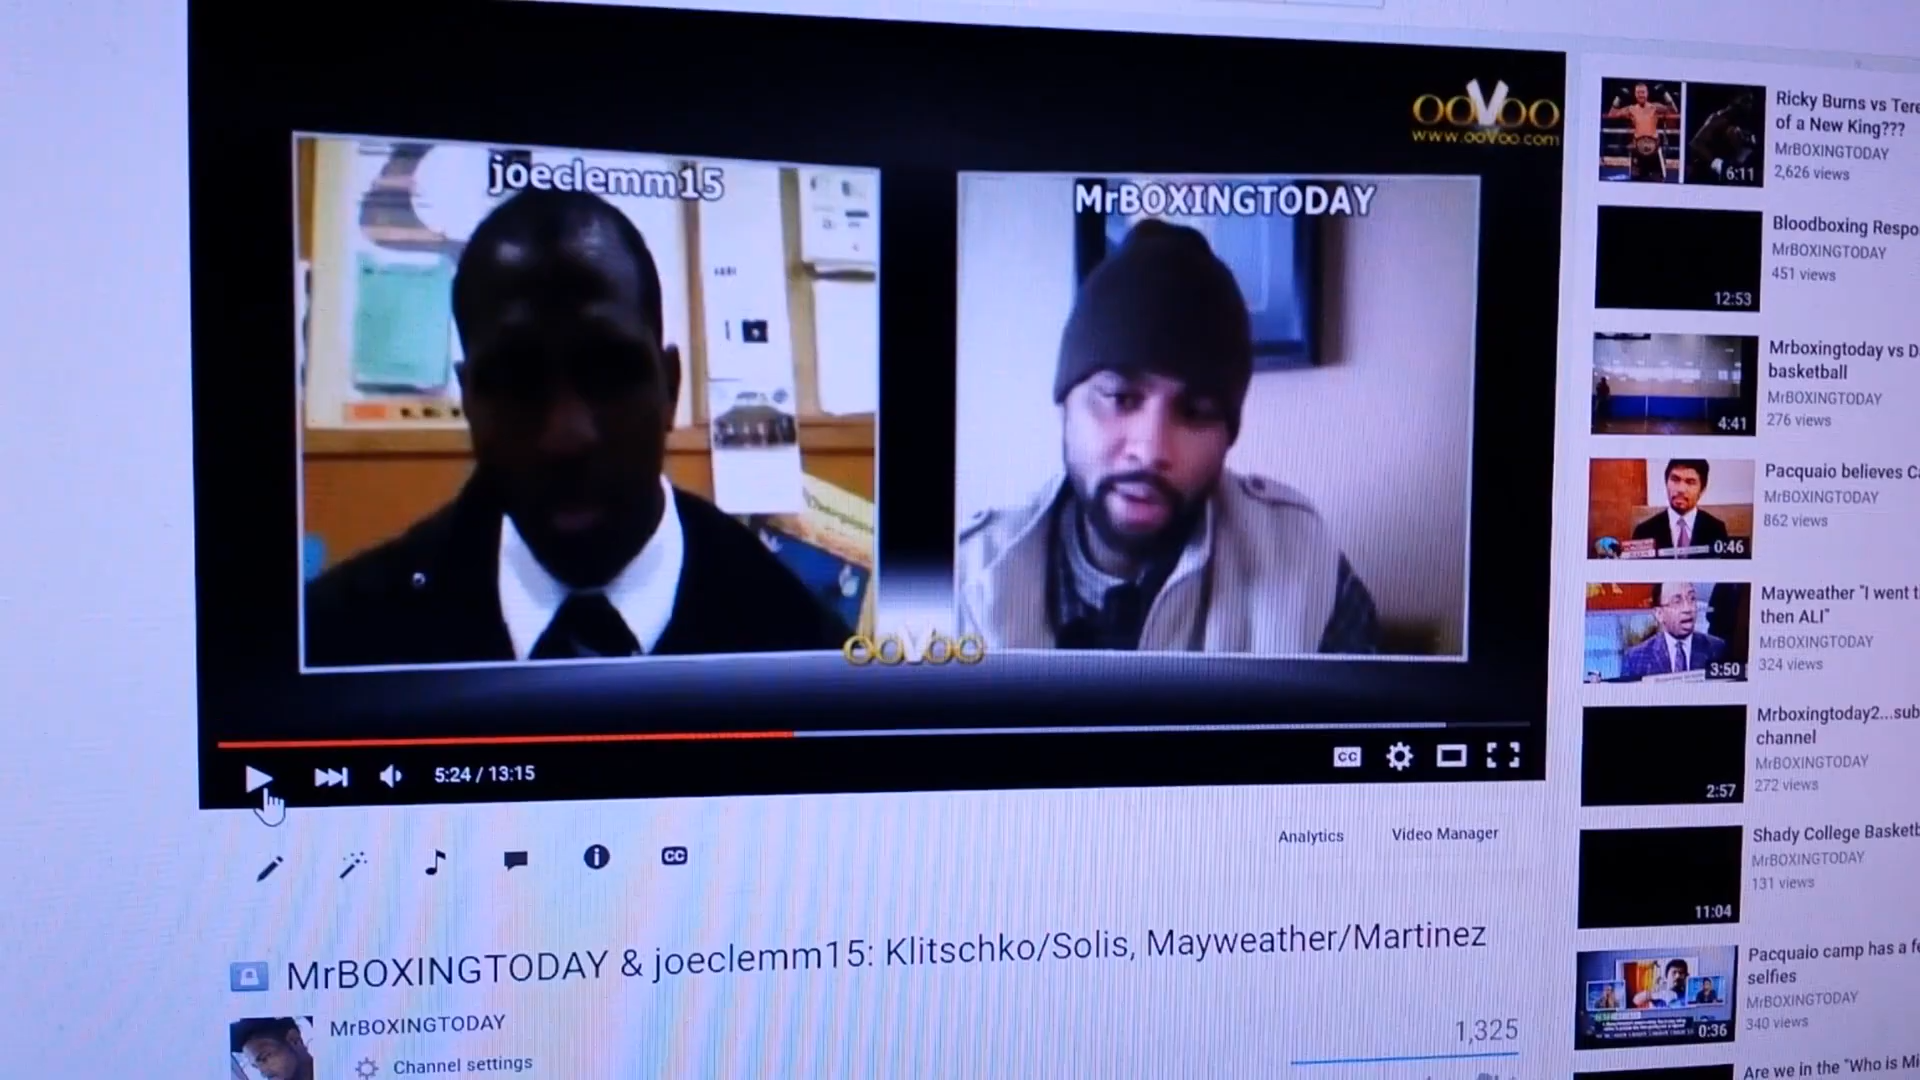 ooVoo
www.ooVoo.com
joeclemm15
MrBOXINGTODAY
ooVoo
5:24 / 13:15
CC
Analytics
Video Manager
CC
MrBOXINGTODAY & joeclemm15: Klitschko/Solis, Mayweather/Martinez
MrBOXINGTODAY
Channel settings
1,325
6:11
Ricky Burns vs Tere
of a New King???
MrBOXINGTODAY
2,626 views
12:53
Bloodboxing Respo
MrBOXINGTODAY
451 views
4:41
Mrboxingtoday vs D
basketball
MrBOXINGTODAY
276 views
0:46
Pacquaio believes C
MrBOXINGTODAY
862 views
3:50
Mayweather "I went t
then ALI"
MrBOXINGTODAY
324 views
2:57
Mrboxingtoday2...sub
channel
MrBOXINGTODAY
272 views
11:04
Shady College Basketb
MrBOXINGTODAY
131 views
0:36
Pacquaio camp has a fe
selfies
MrBOXINGTODAY
340 views
Are we in the "Who is Mi